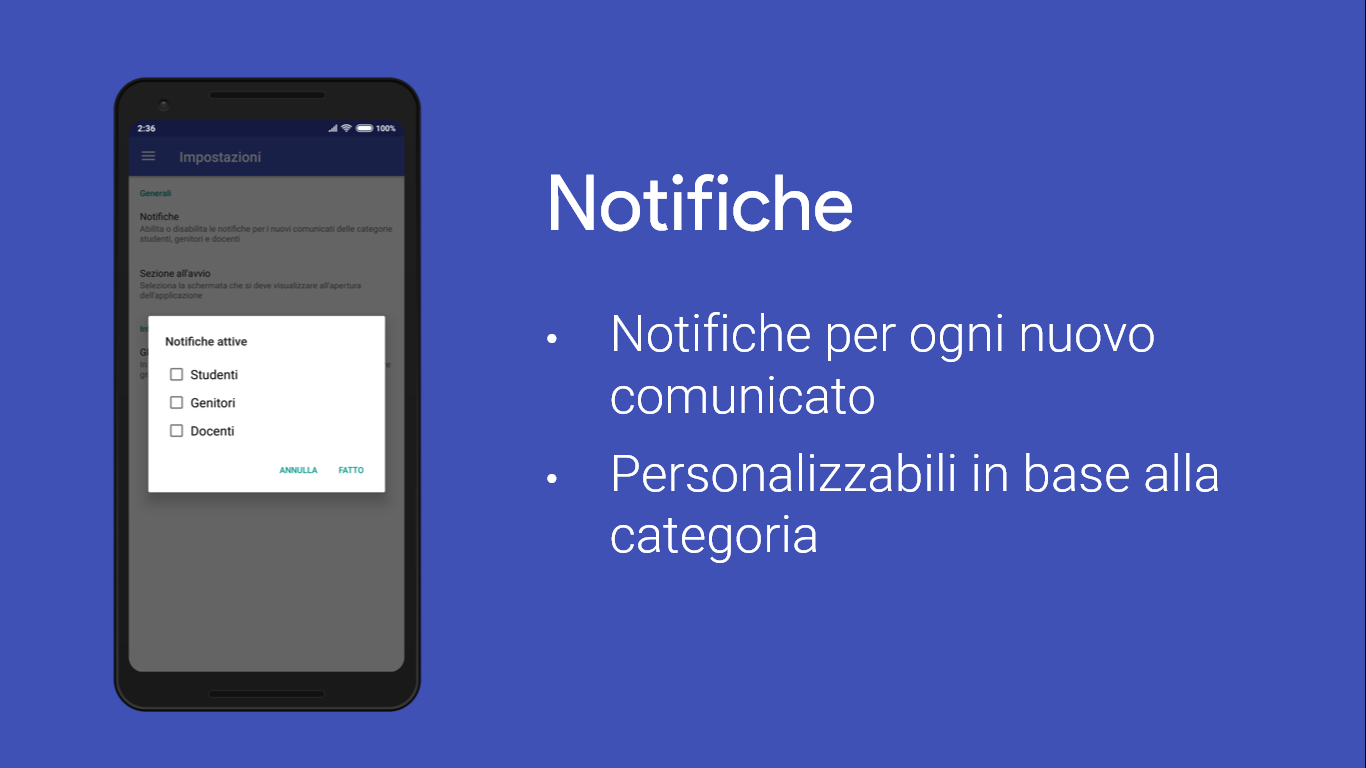 2:36
100%
Impostazioni
Generali
Notifiche
Abilita o disabilita le notifiche per i nuovi comunicati delle categorie
studenti, genitori e docenti
Sezione all'avvio
Seleziona la schermata che si deve visualizzare all'apertura
dell'applicazione
Notifiche attive
Studenti
Genitori
Docenti
ANNULLA FATTO
Notifiche
• Notifiche per ogni nuovo
comunicato
• Personalizzabili in base alla
categoria